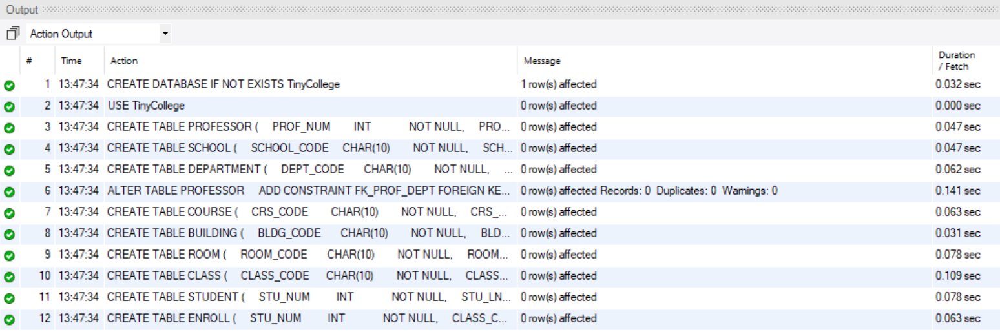 Output
Action Output
# Time Action Message Duration / Fetch
1 13:47:34 CREATE DATABASE IF NOT EXISTS TinyCollege 1 row(s) affected 0.032 sec
2 13:47:34 USE TinyCollege 0 row(s) affected 0.000 sec
3 13:47:34 CREATE TABLE PROFESSOR ( PROF_NUM INT NOT NULL, PRO... 0 row(s) affected 0.047 sec
4 13:47:34 CREATE TABLE SCHOOL ( SCHOOL_CODE CHAR(10) NOT NULL, SCH... 0 row(s) affected 0.047 sec
5 13:47:34 CREATE TABLE DEPARTMENT ( DEPT_CODE CHAR(10) NOT NULL, ... 0 row(s) affected 0.062 sec
6 13:47:34 ALTER TABLE PROFESSOR ADD CONSTRAINT FK_PROF_DEPT FOREIGN KE... 0 row(s) affected Records: 0 Duplicates: 0 Warnings: 0 0.141 sec
7 13:47:34 CREATE TABLE COURSE ( CRS_CODE CHAR(10) NOT NULL, CRS_... 0 row(s) affected 0.063 sec
8 13:47:34 CREATE TABLE BUILDING ( BLDG_CODE CHAR(10) NOT NULL, BLD... 0 row(s) affected 0.031 sec
9 13:47:34 CREATE TABLE ROOM ( ROOM_CODE CHAR(10) NOT NULL, ROOM... 0 row(s) affected 0.078 sec
10 13:47:34 CREATE TABLE CLASS ( CLASS_CODE CHAR(10) NOT NULL, CLASS... 0 row(s) affected 0.109 sec
11 13:47:34 CREATE TABLE STUDENT ( STU_NUM INT NOT NULL, STU_LN... 0 row(s) affected 0.078 sec
12 13:47:34 CREATE TABLE ENROLL ( STU_NUM INT NOT NULL, CLASS_C... 0 row(s) affected 0.063 sec